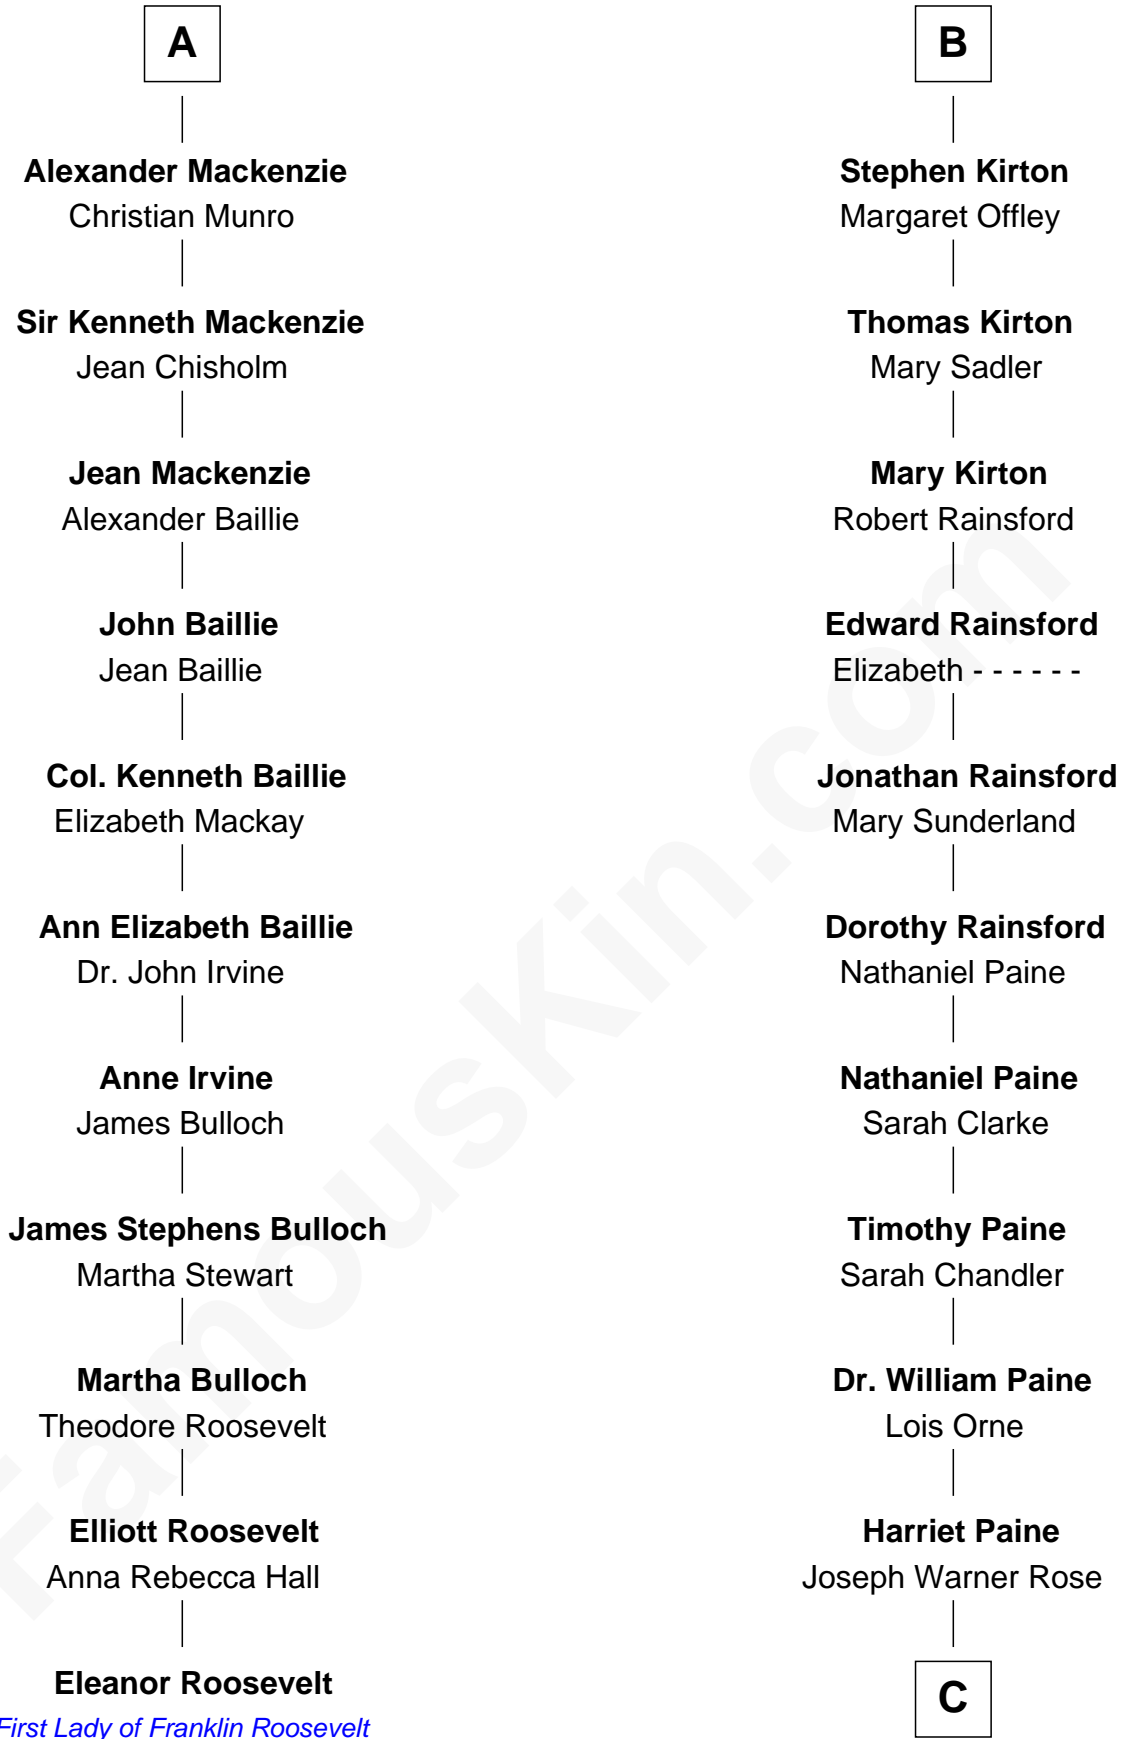 A
Alexander Mackenzie
Christian Munro
Sir Kenneth Mackenzie
Jean Chisholm
Jean Mackenzie
Alexander Baillie
John Baillie
Jean Baillie
Col. Kenneth Baillie
Elizabeth Mackay
Ann Elizabeth Baillie
Dr. John Irvine
Anne Irvine
James Bulloch
James Stephens Bulloch
Martha Stewart
Martha Bulloch
Theodore Roosevelt
Elliott Roosevelt
Anna Rebecca Hall
Eleanor Roosevelt
First Lady of Franklin Roosevelt
B
Stephen Kirton
Margaret Offley
Thomas Kirton
Mary Sadler
Mary Kirton
Robert Rainsford
Edward Rainsford
Elizabeth - - - - - -
Jonathan Rainsford
Mary Sunderland
Dorothy Rainsford
Nathaniel Paine
Nathaniel Paine
Sarah Clarke
Timothy Paine
Sarah Chandler
Dr. William Paine
Lois Orne
Harriet Paine
Joseph Warner Rose
C
FamousKin.com